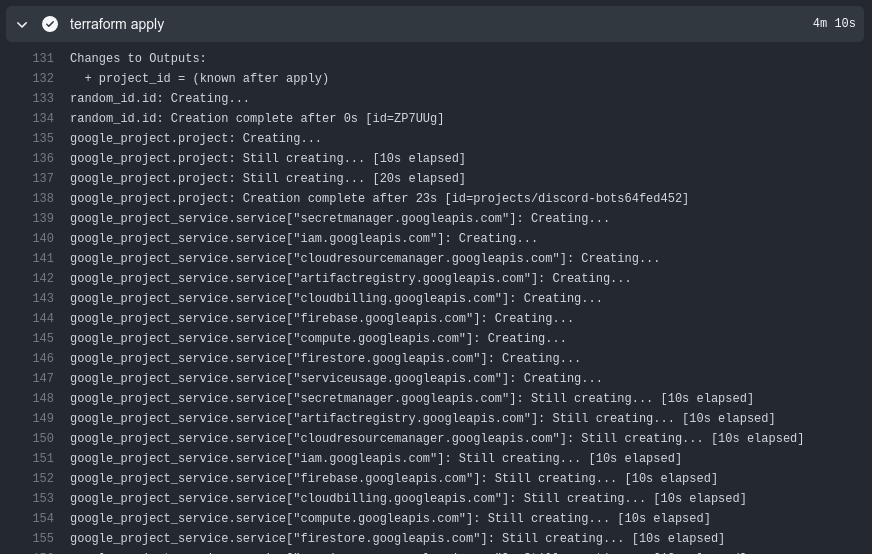 terraform apply 4m 10s
131 Changes to Outputs:
132 + project_id = (known after apply)
133 random_id.id: Creating...
134 random_id.id: Creation complete after 0s [id=ZP7UUg]
135 google_project.project: Creating...
136 google_project.project: Still creating... [10s elapsed]
137 google_project.project: Still creating... [20s elapsed]
138 google_project.project: Creation complete after 23s [id=projects/discord-bots64fed452]
139 google_project_service.service["secretmanager.googleapis.com"]: Creating...
140 google_project_service.service["iam.googleapis.com"]: Creating...
141 google_project_service.service["cloudresourcemanager.googleapis.com"]: Creating...
142 google_project_service.service["artifactregistry.googleapis.com"]: Creating...
143 google_project_service.service["cloudbilling.googleapis.com"]: Creating...
144 google_project_service.service["firebase.googleapis.com"]: Creating...
145 google_project_service.service["compute.googleapis.com"]: Creating...
146 google_project_service.service["firestore.googleapis.com"]: Creating...
147 google_project_service.service["serviceusage.googleapis.com"]: Creating...
148 google_project_service.service["secretmanager.googleapis.com"]: Still creating... [10s elapsed]
149 google_project_service.service["artifactregistry.googleapis.com"]: Still creating... [10s elapsed]
150 google_project_service.service["cloudresourcemanager.googleapis.com"]: Still creating... [10s elapsed]
151 google_project_service.service["iam.googleapis.com"]: Still creating... [10s elapsed]
152 google_project_service.service["firebase.googleapis.com"]: Still creating... [10s elapsed]
153 google_project_service.service["cloudbilling.googleapis.com"]: Still creating... [10s elapsed]
154 google_project_service.service["compute.googleapis.com"]: Still creating... [10s elapsed]
155 google_project_service.service["firestore.googleapis.com"]: Still creating... [10s elapsed]